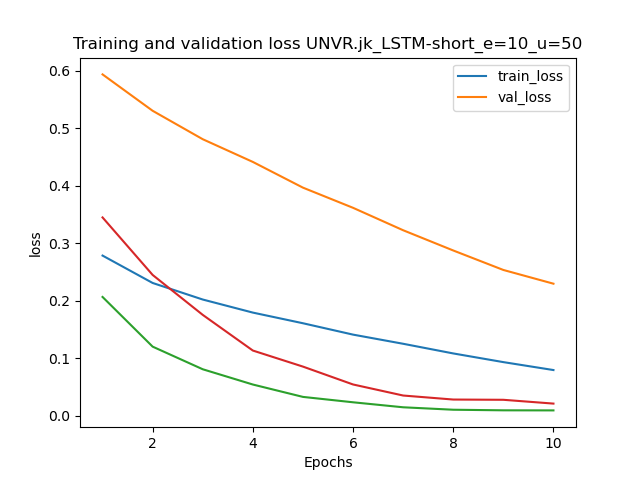 Training and validation loss UNVR.jk_LSTM-short_e=10_u=50
train_loss
val_loss
0.6
0.5
0.4
0.3
0.2
0.1
0.0
loss
2 4 6 8 10
Epochs